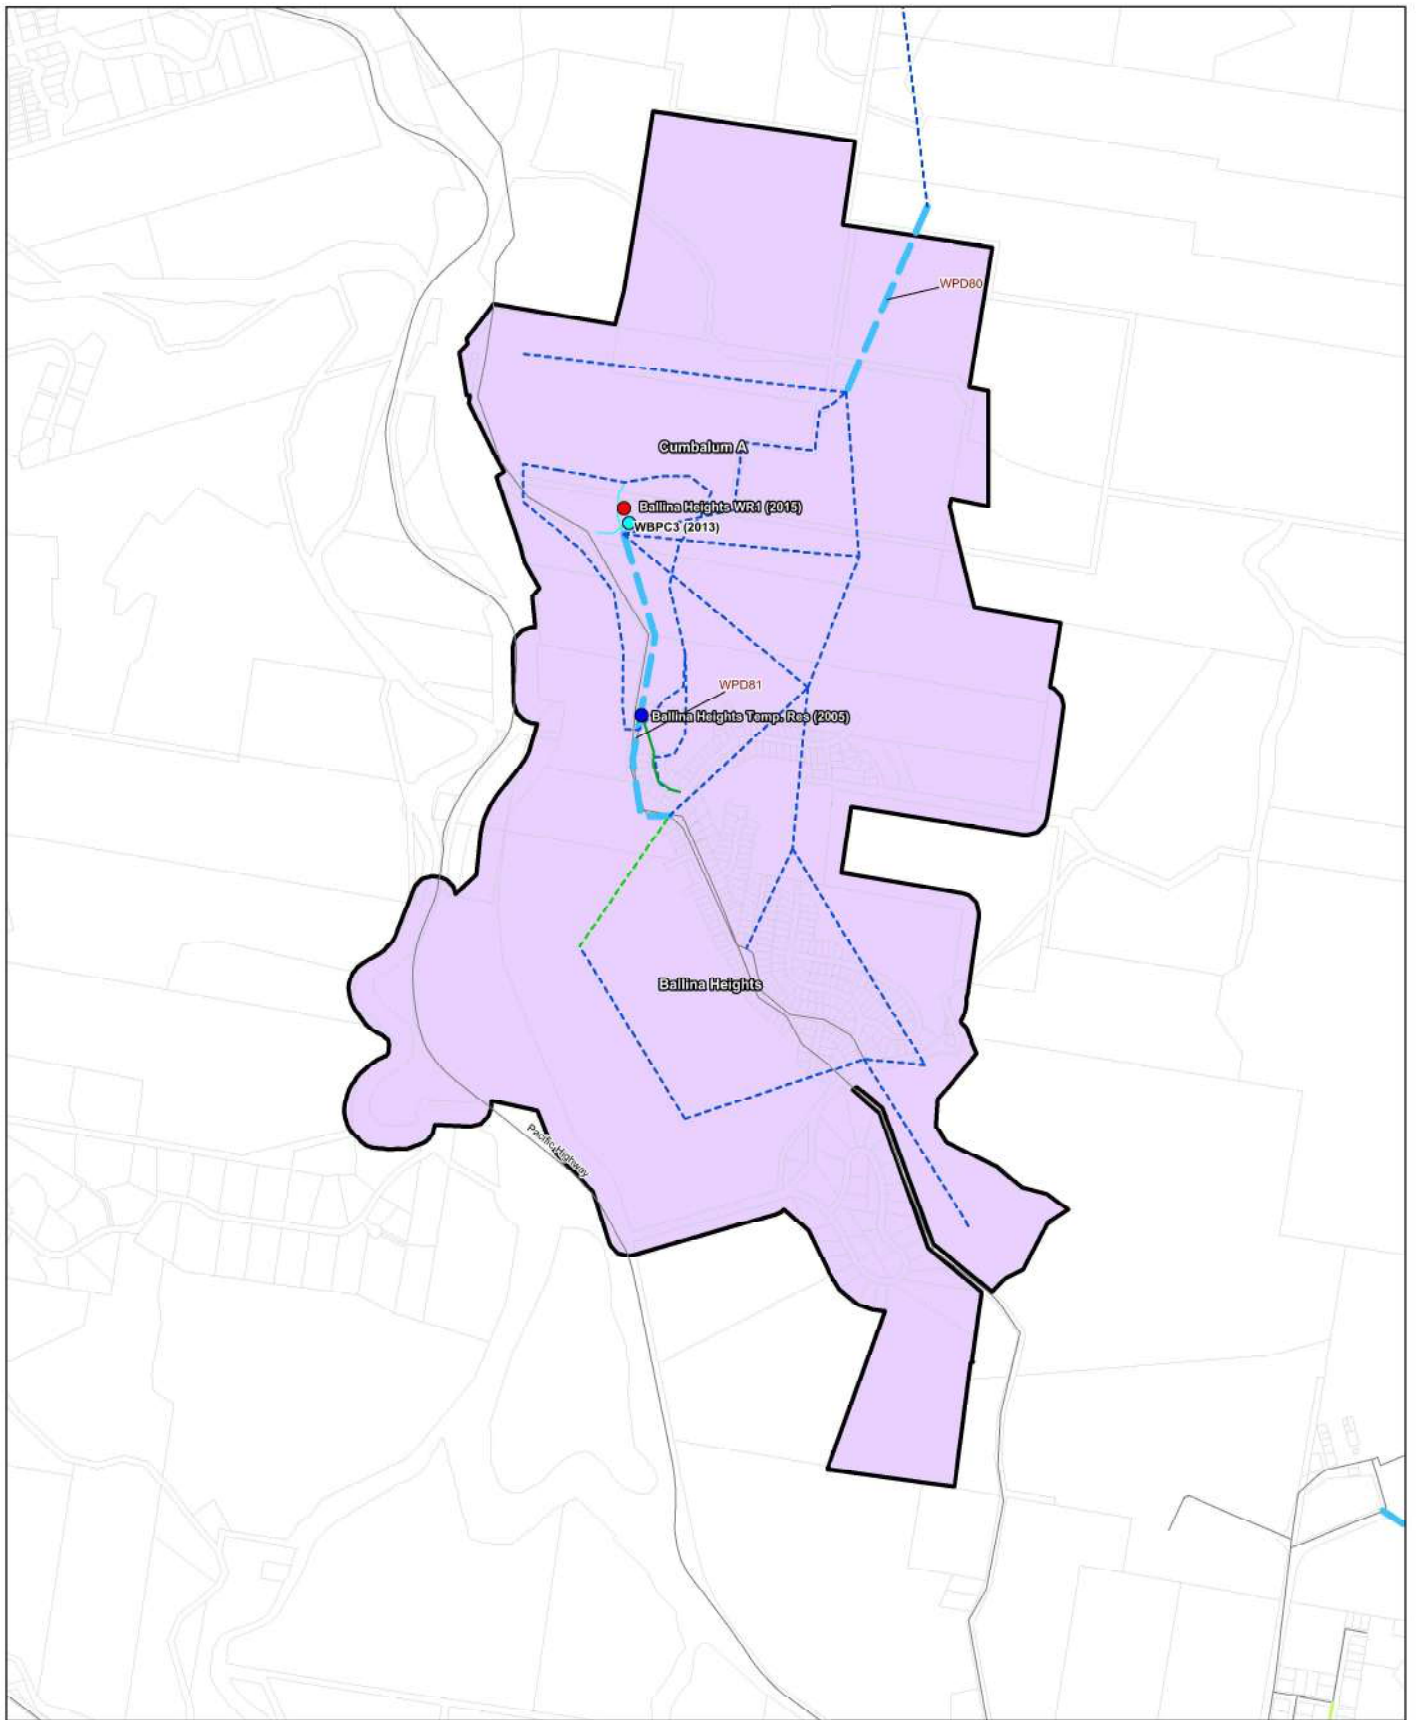 WPD80
Cumbalum A
Ballina Heights WR1 (2015)
WBPC3 (2013)
WPD81
Ballina Heights Temp. Res (2005)
Ballina Heights
Pacific Highway